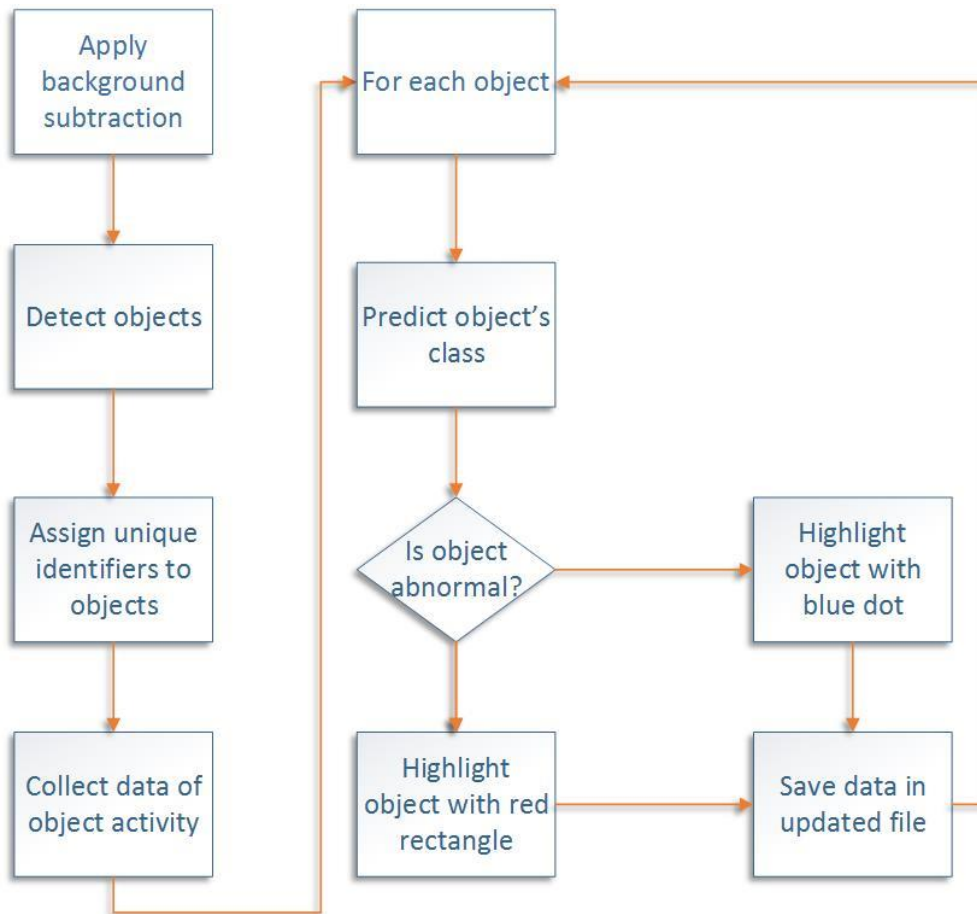 Apply
background
subtraction
Detect objects
Assign unique
identifiers to
objects
Collect data of
object activity
For each object
Predict object’s
class
Is object
abnormal?
Highlight
object with
blue dot
Highlight
object with red
rectangle
Save data in
updated file